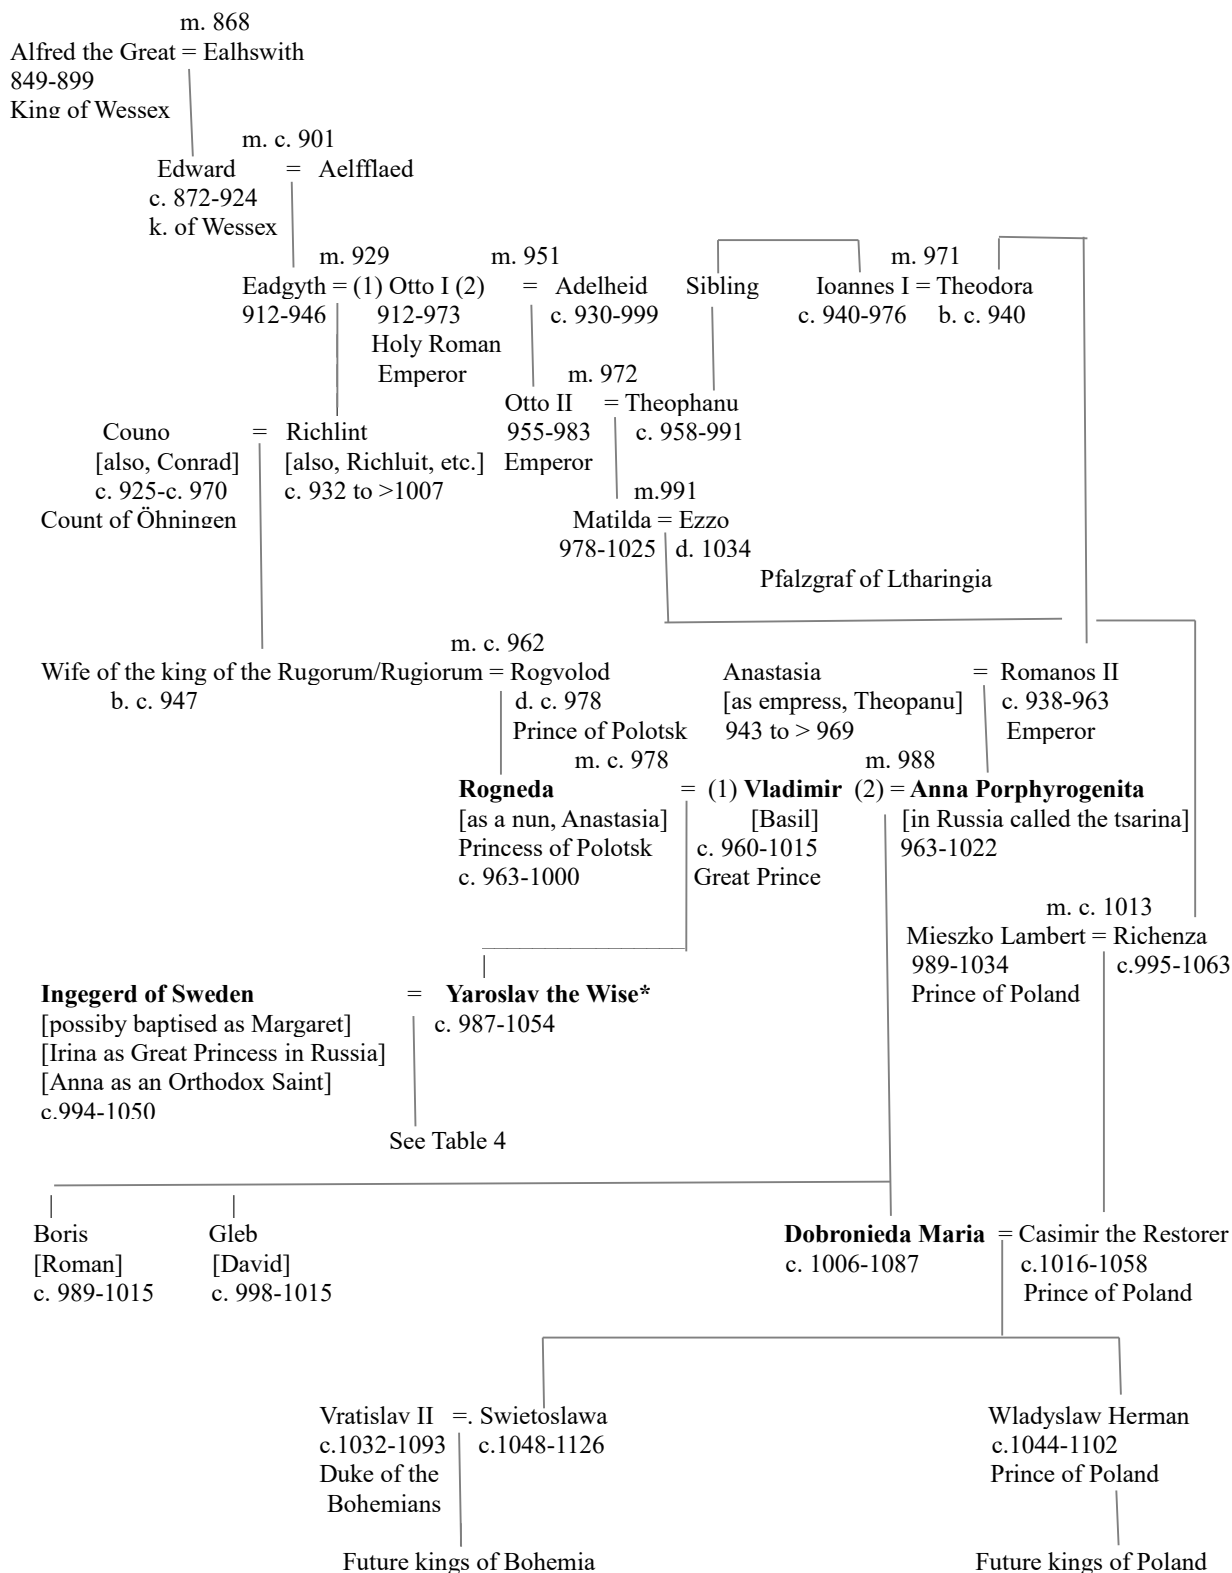 m. 868
Alfred the Great = Ealhswith
849-899
King of Wessex
m. c. 901
Edward = Aelfflaed
c. 872-924
k. of Wessex
m. 929 m. 951 m. 971
Eadgyth = (1) Otto I (2) = Adelheid Sibling Ioannes I = Theodora
912-946 912-973 c. 930-999 c. 940-976 b. c. 940
Holy Roman
Emperor
m. 972
Otto II = Theophanu
Couno = Richlint 955-983 c. 958-991
[also, Conrad] [also, Richluit, etc.] Emperor
c. 925-c. 970 c. 932 to >1007 m.991
Count of Öhningen Matilda = Ezzo
978-1025 d. 1034
Pfalzgraf of Ltharingia
m. c. 962
Wife of the king of the Rugorum/Rugiorum = Rogvolod Anastasia = Romanos II
b. c. 947 d. c. 978 [as empress, Theopanu] c. 938-963
Prince of Polotsk 943 to > 969 Emperor
m. c. 978 m. 988
Rogneda = (1) Vladimir (2) = Anna Porphyrogenita
[as a nun, Anastasia] [Basil] [in Russia called the tsarina]
Princess of Polotsk c. 960-1015 963-1022
c. 963-1000 Great Prince
m. c. 1013
Mieszko Lambert = Richenza
989-1034 c.995-1063
Ingegerd of Sweden = Yaroslav the Wise* Prince of Poland
[possiby baptised as Margaret] c. 987-1054
[Irina as Great Princess in Russia]
[Anna as an Orthodox Saint]
c.994-1050
See Table 4
Boris Gleb Dobronieda Maria = Casimir the Restorer
[Roman] [David] c. 1006-1087 c.1016-1058
c. 989-1015 c. 998-1015 Prince of Poland
Vratislav II =. Swietoslawa Wladyslaw Herman
c.1032-1093 c.1048-1126 c.1044-1102
Duke of the Prince of Poland
Bohemians
Future kings of Bohemia Future kings of Poland